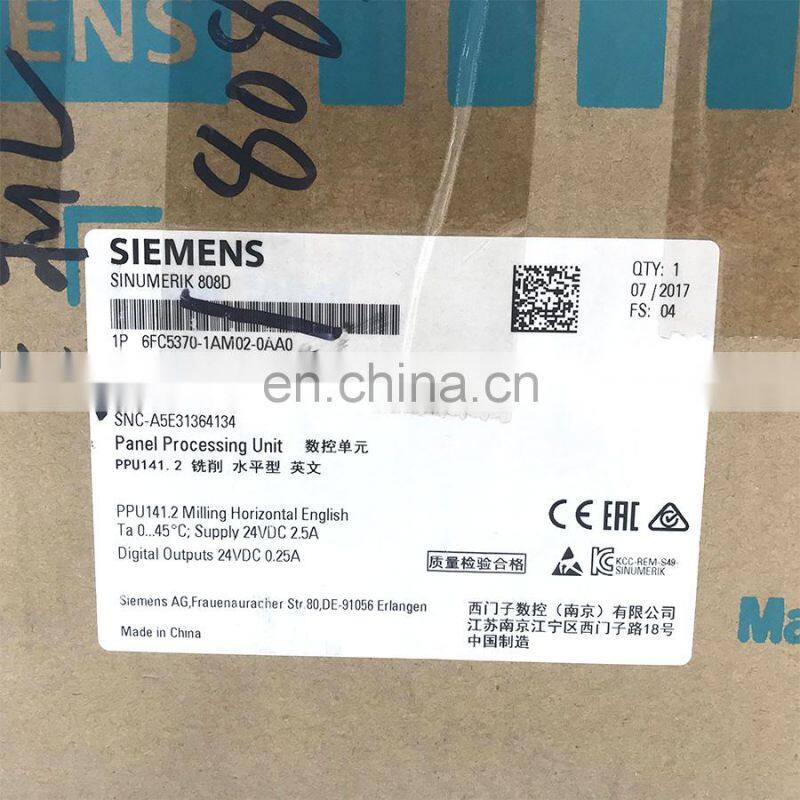 ENS
808
SIEMENS
SINUMERIK 808D
QTY: 1
07 / 2017
FS: 04
1P 6FC5370-1AM02-0AA0
en.china.cn
SNC-A5E31364134
Panel Processing Unit 数控单元
PPU141.2 铣削 水平型 英文
PPU141.2 Milling Horizontal English
Ta 0...45°C; Supply 24VDC 2.5A
Digital Outputs 24VDC 0.25A
CE EAC
质量检验合格
KCC-REM-S49-
SINUMERIK
Siemens AG,Frauenauracher Str.80,DE-91056 Erlangen
Made in China
西门子数控（南京）有限公司
江苏南京江宁区西门子路18号
中国制造
Ma